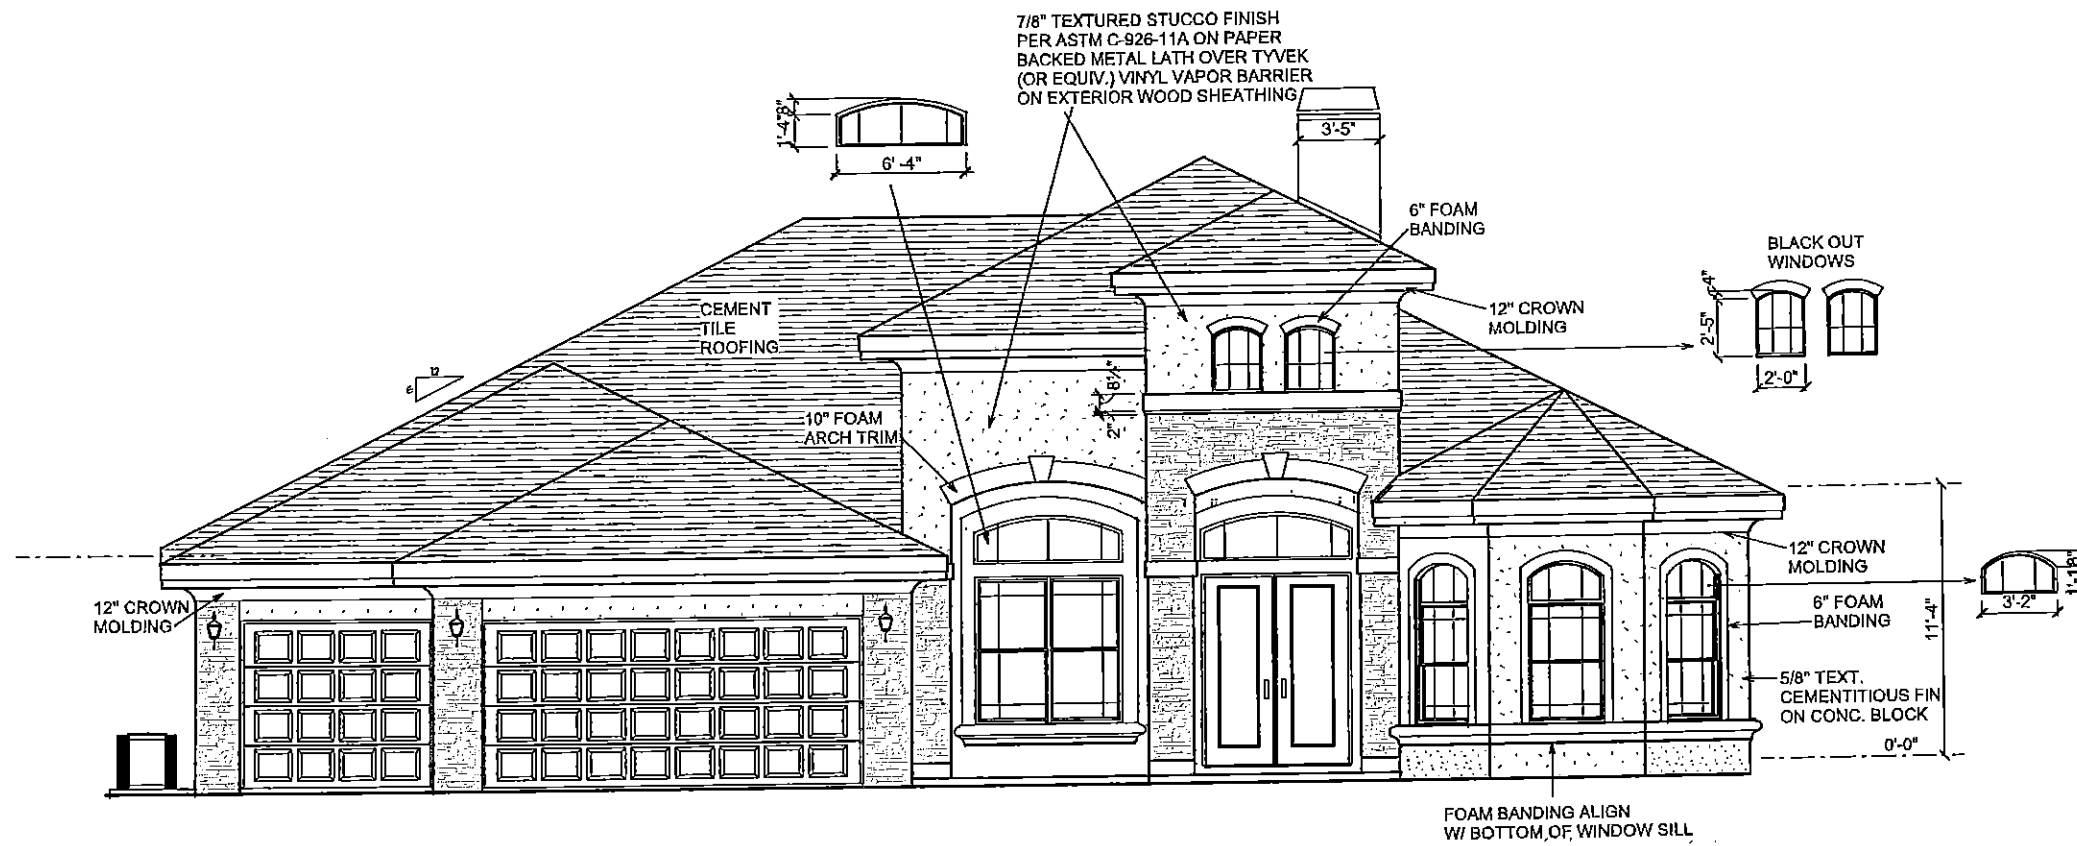 7/8" TEXTURED STUCCO FINISH
PER ASTM C-926-11A ON PAPER
BACKED METAL LATH OVER TYVEK
(OR EQUIV.) VINYL VAPOR BARRIER
ON EXTERIOR WOOD SHEATHING
8"
1'-4"
6'-4"
3'-5"
6" FOAM
BANDING
BLACK OUT
WINDOWS
2'-5"
2'-0"
12" CROWN
MOLDING
CEMENT
TILE
ROOFING
12
6
8¼"
2"
10" FOAM
ARCH TRIM
12" CROWN
MOLDING
12" CROWN
MOLDING
3'-2"
6" FOAM
BANDING
11'-4"
5/8" TEXT.
CEMENTITIOUS FIN
ON CONC. BLOCK
0'-0"
FOAM BANDING ALIGN
W/ BOTTOM OF WINDOW SILL